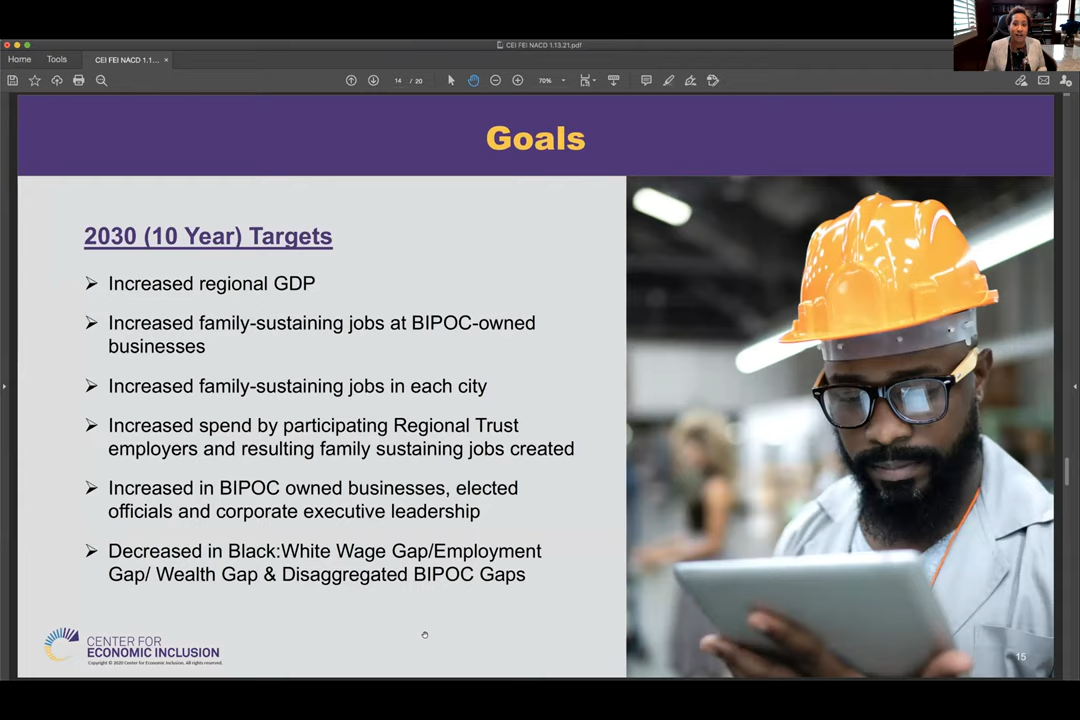 CEI FEI NACD 1.13.21.pdf
Home
Tools
CEI FEI NACD 1.1...
×
14 / 20
70%
Goals
2030 (10 Year) Targets
Increased regional GDP
Increased family-sustaining jobs at BIPOC-owned
businesses
Increased family-sustaining jobs in each city
Increased spend by participating Regional Trust
employers and resulting family sustaining jobs created
Increased in BIPOC owned businesses, elected
officials and corporate executive leadership
Decreased in Black:White Wage Gap/Employment
Gap/ Wealth Gap & Disaggregated BIPOC Gaps
CENTER FOR
ECONOMIC INCLUSION
Copyright © 2020 Center for Economic Inclusion. All rights reserved.
15